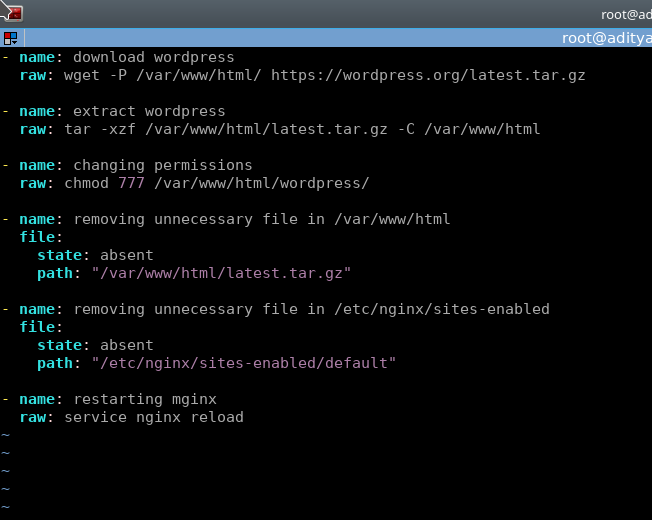 root@ad
root@aditya
- name: download wordpress
  raw: wget -P /var/www/html/ https://wordpress.org/latest.tar.gz

- name: extract wordpress
  raw: tar -xzf /var/www/html/latest.tar.gz -C /var/www/html

- name: changing permissions
  raw: chmod 777 /var/www/html/wordpress/

- name: removing unnecessary file in /var/www/html
  file:
    state: absent
    path: "/var/www/html/latest.tar.gz"

- name: removing unnecessary file in /etc/nginx/sites-enabled
  file:
    state: absent
    path: "/etc/nginx/sites-enabled/default"

- name: restarting mginx
  raw: service nginx reload
~
~
~
~
~